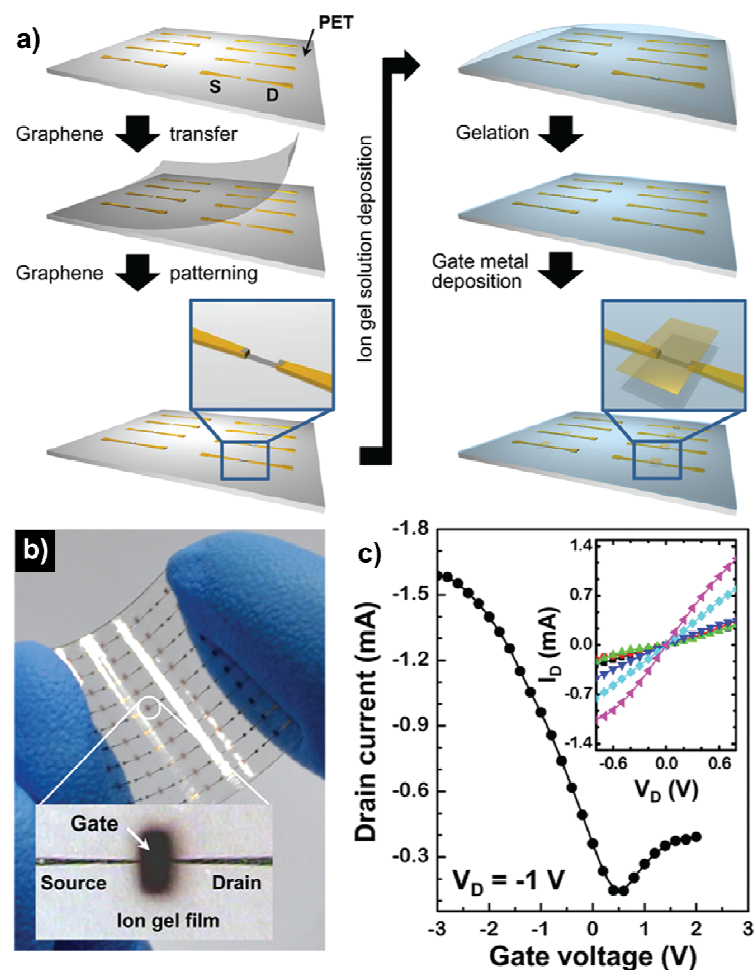 a)
PET
S
D
Graphene transfer
Graphene patterning
Ion gel solution deposition
Gelation
Gate metal
deposition
b)
Gate
Source
Drain
Ion gel film
c)
Drain current (mA)
-1.8
-1.5
-1.2
-0.9
-0.6
-0.3
V_D = -1 V
-3 -2 -1 0 1 2 3
Gate voltage (V)
I_D (mA)
1.4
0.7
0.0
-0.7
-1.4
-0.6 0.0 0.6
V_D (V)